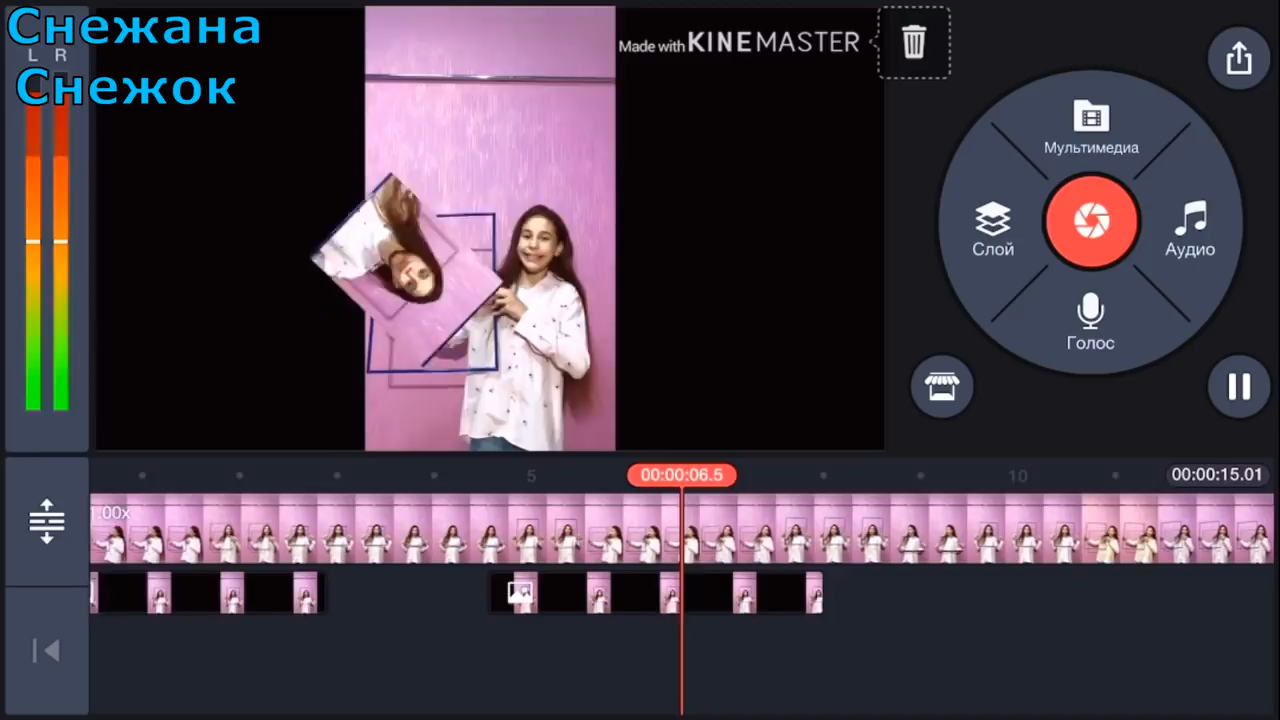 Снежана
L R
Снежок
Made with KINEMASTER
Мультимедиа
Слой
Аудио
Голос
5
00:00:06.5
10
00:00:15.01
1.00x